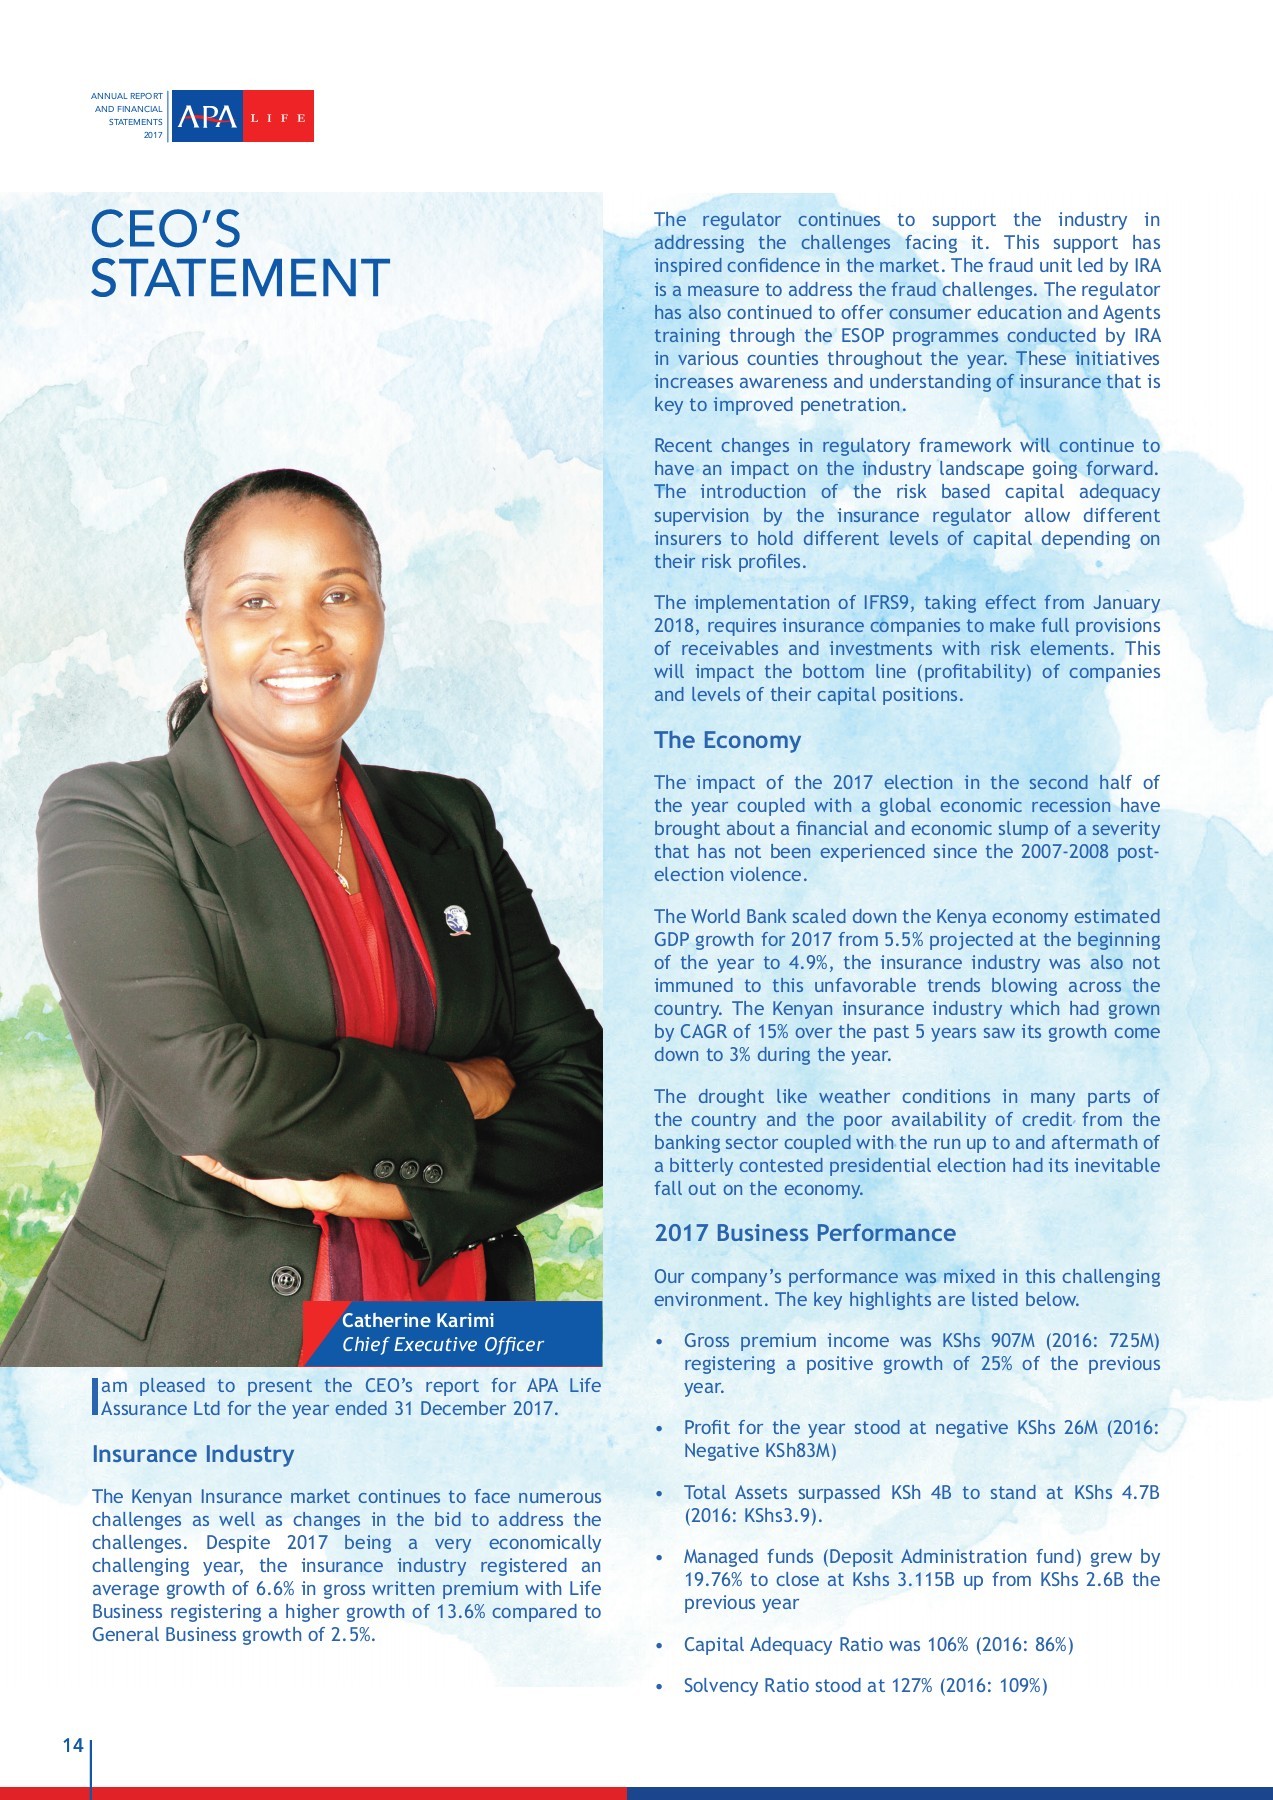 ANNUAL REPORT
AND FINANCIAL
STATEMENTS
2017
APA
LIFE
CEO'S
STATEMENT
Catherine Karimi
Chief Executive Officer
I am pleased to present the CEO's report for APA Life
Assurance Ltd for the year ended 31 December 2017.
Insurance Industry
The Kenyan Insurance market continues to face numerous
challenges as well as changes in the bid to address the
challenges. Despite 2017 being a very economically
challenging year, the insurance industry registered an
average growth of 6.6% in gross written premium with Life
Business registering a higher growth of 13.6% compared to
General Business growth of 2.5%.
The regulator continues to support the industry in
addressing the challenges facing it. This support has
inspired confidence in the market. The fraud unit led by IRA
is a measure to address the fraud challenges. The regulator
has also continued to offer consumer education and Agents
training through the ESOP programmes conducted by IRA
in various counties throughout the year. These initiatives
increases awareness and understanding of insurance that is
key to improved penetration.
Recent changes in regulatory framework will continue to
have an impact on the industry landscape going forward.
The introduction of the risk based capital adequacy
supervision by the insurance regulator allow different
insurers to hold different levels of capital depending on
their risk profiles.
The implementation of IFRS9, taking effect from January
2018, requires insurance companies to make full provisions
of receivables and investments with risk elements. This
will impact the bottom line (profitability) of companies
and levels of their capital positions.
The Economy
The impact of the 2017 election in the second half of
the year coupled with a global economic recession have
brought about a financial and economic slump of a severity
that has not been experienced since the 2007-2008 post-
election violence.
The World Bank scaled down the Kenya economy estimated
GDP growth for 2017 from 5.5% projected at the beginning
of the year to 4.9%, the insurance industry was also not
immuned to this unfavorable trends blowing across the
country. The Kenyan insurance industry which had grown
by CAGR of 15% over the past 5 years saw its growth come
down to 3% during the year.
The drought like weather conditions in many parts of
the country and the poor availability of credit from the
banking sector coupled with the run up to and aftermath of
a bitterly contested presidential election had its inevitable
fall out on the economy.
2017 Business Performance
Our company's performance was mixed in this challenging
environment. The key highlights are listed below.
• Gross premium income was KShs 907M (2016: 725M)
registering a positive growth of 25% of the previous
year.
• Profit for the year stood at negative KShs 26M (2016:
Negative KSh83M)
• Total Assets surpassed KSh 4B to stand at KShs 4.7B
(2016: KShs3.9).
• Managed funds (Deposit Administration fund) grew by
19.76% to close at Kshs 3.115B up from KShs 2.6B the
previous year
• Capital Adequacy Ratio was 106% (2016: 86%)
• Solvency Ratio stood at 127% (2016: 109%)
14